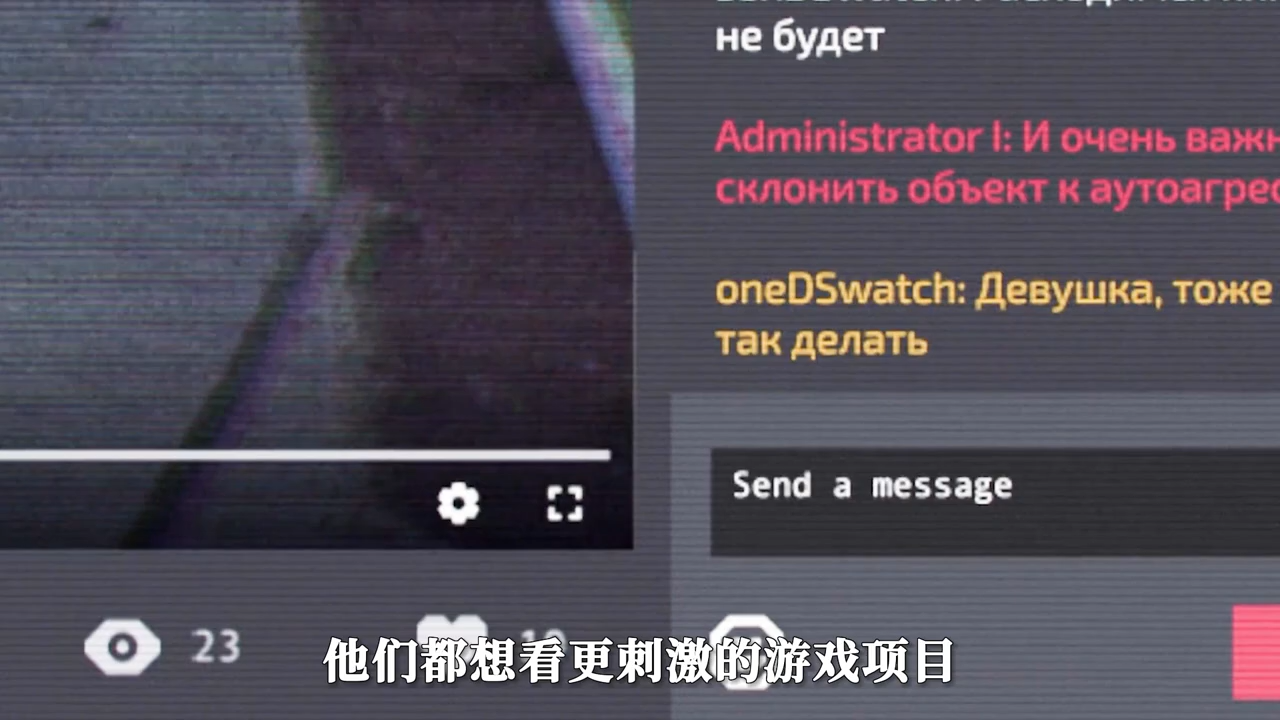 не будет
Administrator I: И очень важн
склонить объект к аутоагрес
oneDSwatch: Девушка, тоже
так делать
Send a message
23
他们都想看更刺激的游戏项目